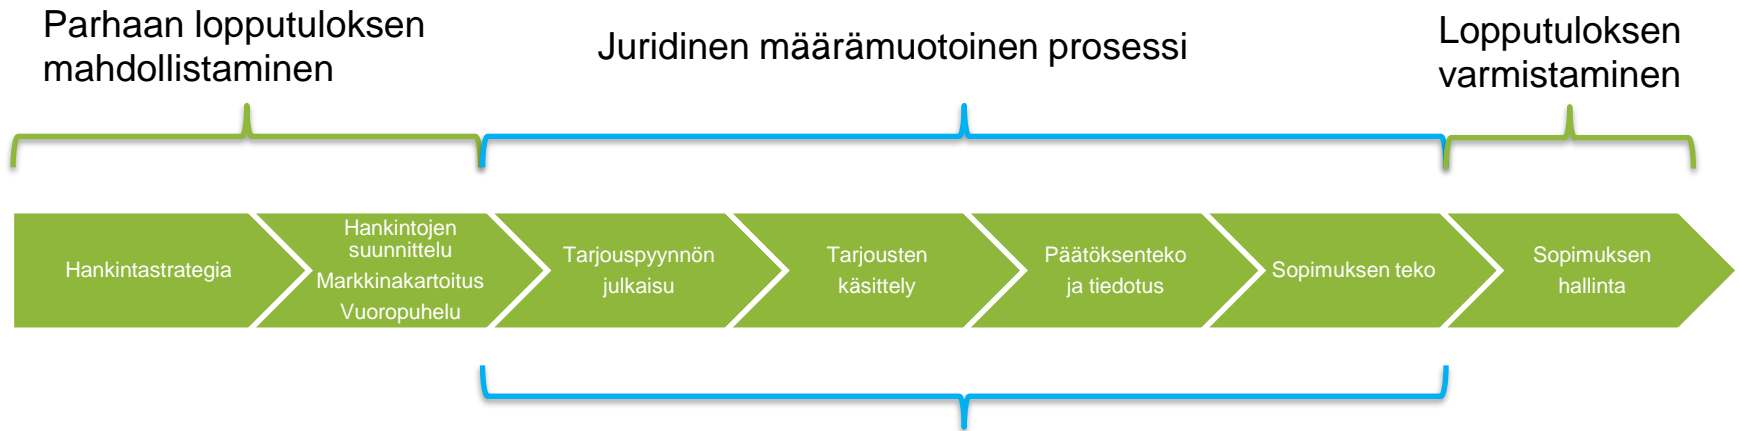 Parhaan lopputuloksen
mahdollistaminen
Juridinen määrämuotoinen prosessi
Lopputuloksen
varmistaminen
Hankintastrategia
Hankintojen
suunnittelu
Markkinakartoitus
Vuoropuhelu
Tarjouspyynnön
julkaisu
Tarjousten
käsittely
Päätöksenteko
ja tiedotus
Sopimuksen teko
Sopimuksen
hallinta